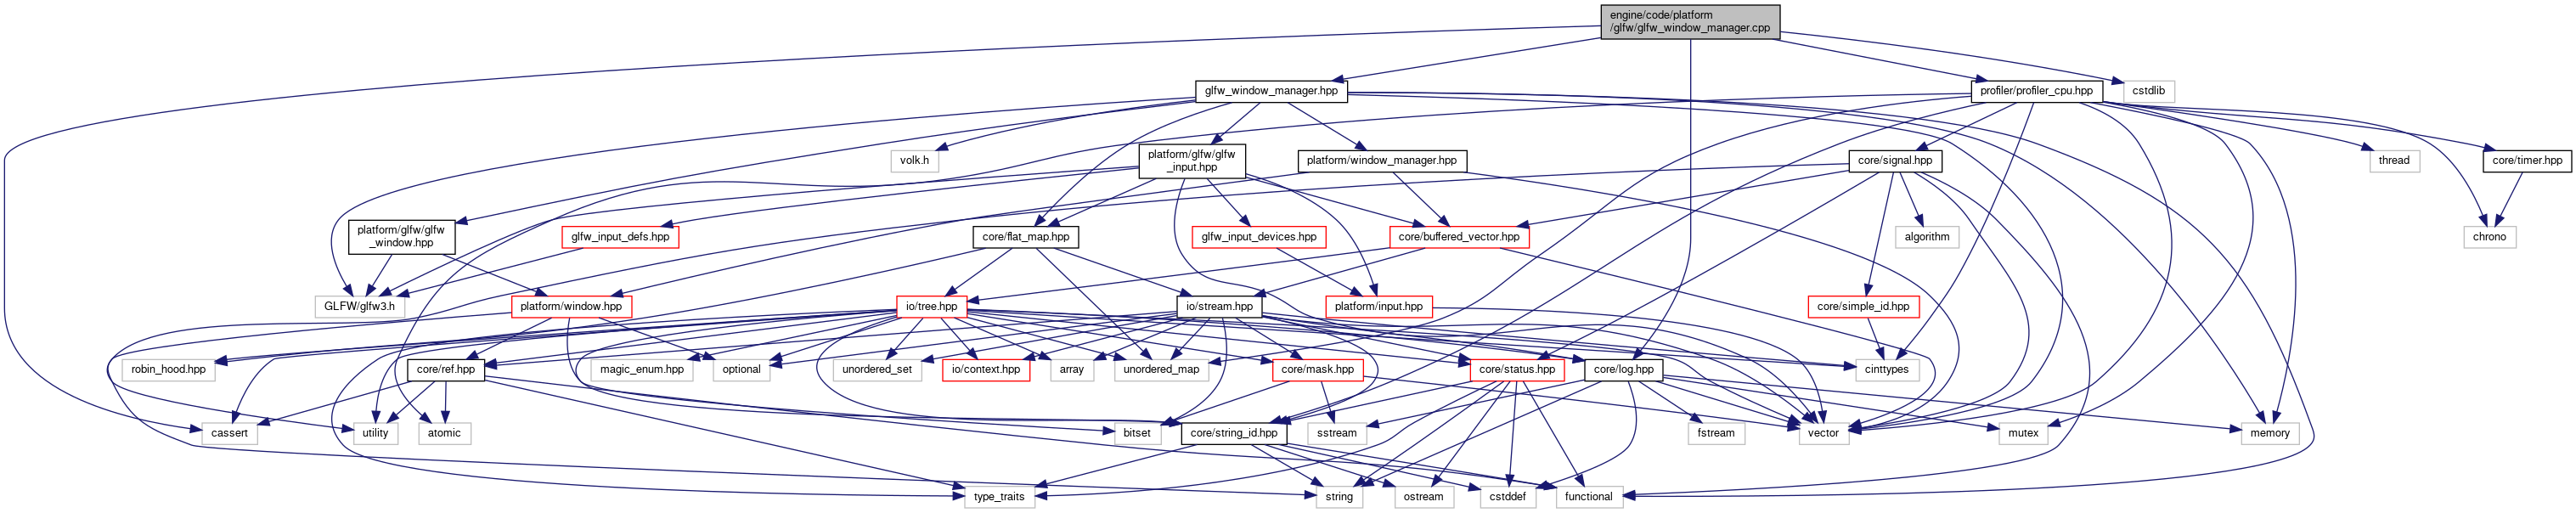 engine/code/platform
/glfw/glfw_window_manager.cpp
glfw_window_manager.hpp
profiler/profiler_cpu.hpp
cstdlib
volk.h
platform/glfw/glfw
_input.hpp
platform/window_manager.hpp
core/signal.hpp
thread
core/timer.hpp
platform/glfw/glfw
_window.hpp
glfw_input_defs.hpp
core/flat_map.hpp
glfw_input_devices.hpp
core/buffered_vector.hpp
algorithm
chrono
GLFW/glfw3.h
platform/window.hpp
io/tree.hpp
io/stream.hpp
platform/input.hpp
core/simple_id.hpp
robin_hood.hpp
core/ref.hpp
magic_enum.hpp
optional
unordered_set
io/context.hpp
array
unordered_map
core/mask.hpp
core/status.hpp
core/log.hpp
cinttypes
cassert
utility
atomic
bitset
core/string_id.hpp
sstream
fstream
vector
mutex
memory
type_traits
string
ostream
cstddef
functional